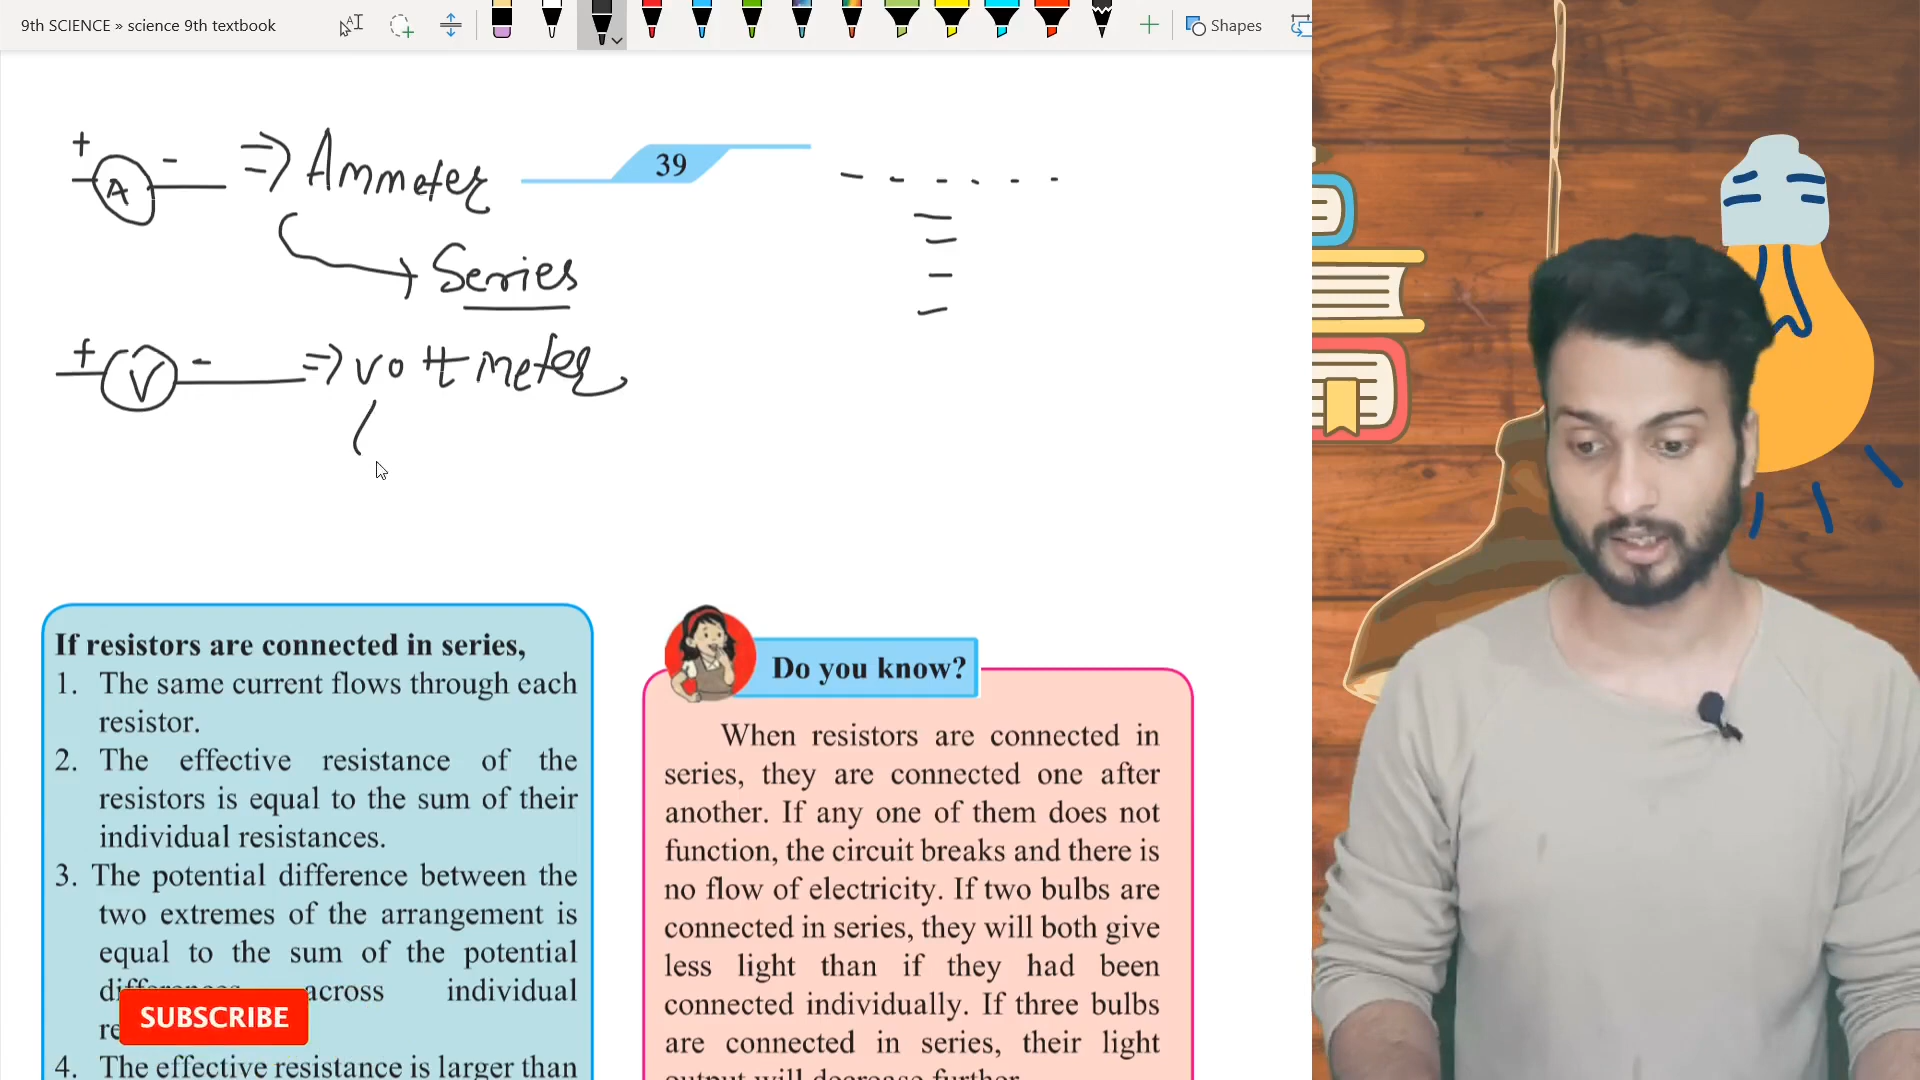 9th SCIENCE » science 9th textbook
Shapes
+ A - => Ammeter
39
Series
+ V - => voltmeter
If resistors are connected in series,
1. The same current flows through each
resistor.
2. The effective resistance of the
resistors is equal to the sum of their
individual resistances.
3. The potential difference between the
two extremes of the arrangement is
equal to the sum of the potential
across individual
SUBSCRIBE
4. The effective resistance is larger than
Do you know?
When resistors are connected in
series, they are connected one after
another. If any one of them does not
function, the circuit breaks and there is
no flow of electricity. If two bulbs are
connected in series, they will both give
less light than if they had been
connected individually. If three bulbs
are connected in series, their light
output will decrease further.